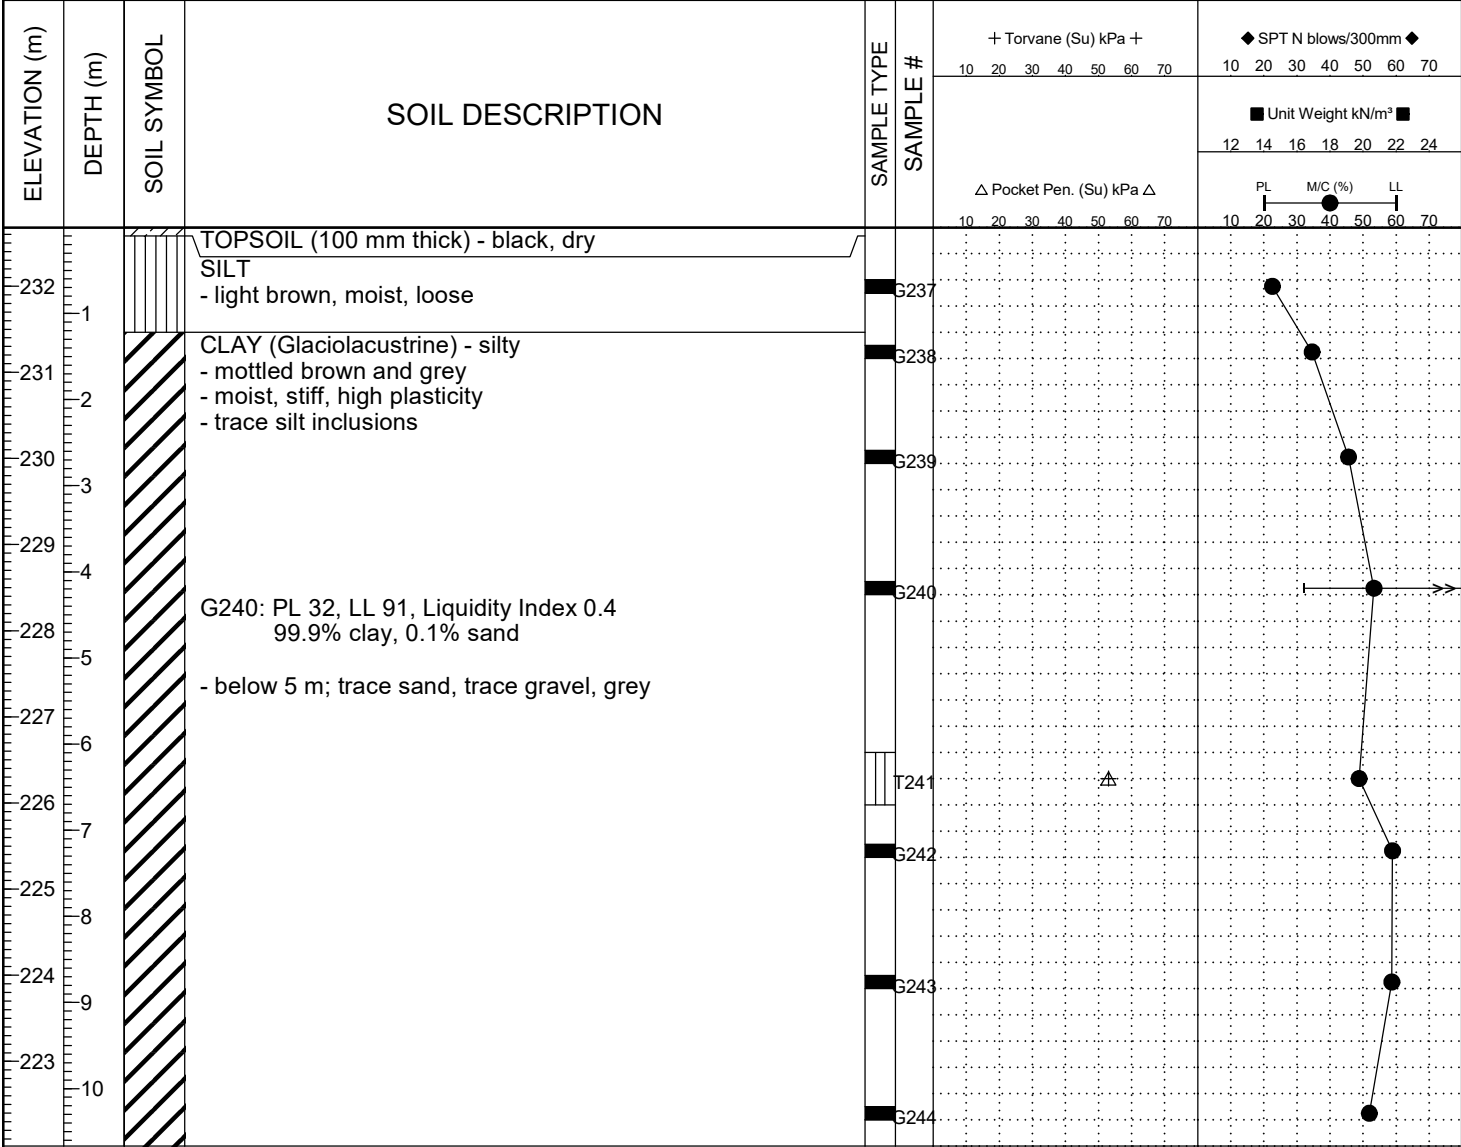 ELEVATION (m)
DEPTH (m)
SOIL SYMBOL
SOIL DESCRIPTION
SAMPLE TYPE
SAMPLE #
+ Torvane (Su) kPa +
10 20 30 40 50 60 70
△ Pocket Pen. (Su) kPa △
10 20 30 40 50 60 70
◆ SPT N blows/300mm ◆
10 20 30 40 50 60 70
■ Unit Weight kN/m³ ■
12 14 16 18 20 22 24
PL M/C (%) LL
10 20 30 40 50 60 70
TOPSOIL (100 mm thick) - black, dry
SILT
- light brown, moist, loose
232
G237
1
CLAY (Glaciolacustrine) - silty
G238
- mottled brown and grey
231
- moist, stiff, high plasticity
2
- trace silt inclusions
230
G239
3
229
4
G240
G240: PL 32, LL 91, Liquidity Index 0.4
228
99.9% clay, 0.1% sand
5
- below 5 m; trace sand, trace gravel, grey
227
6
T241
226
7
G242
225
8
224
G243
9
223
10
G244